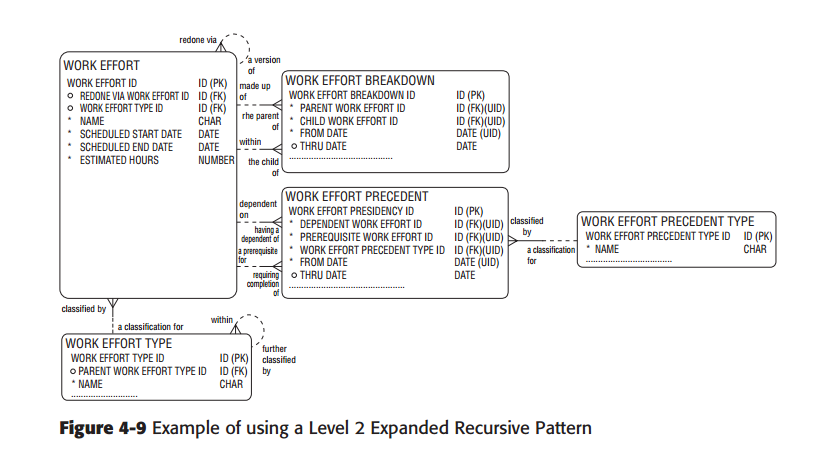 redone via
a version
of
WORK EFFORT
WORK EFFORT ID ID (PK)
o REDONE VIA WORK EFFORT ID ID (FK)
o WORK EFFORT TYPE ID ID (FK)
* NAME CHAR
* SCHEDULED START DATE DATE
* SCHEDULED END DATE DATE
* ESTIMATED HOURS NUMBER
made up
of
rhe parent
of
within
the child
of
WORK EFFORT BREAKDOWN
WORK EFFORT BREAKDOWN ID ID (PK)
* PARENT WORK EFFORT ID ID (FK)(UID)
* CHILD WORK EFFORT ID ID (FK)(UID)
* FROM DATE DATE (UID)
o THRU DATE DATE
dependent
on
having a
dependent of
a prerequisite
for
requiring
completion
of
WORK EFFORT PRECEDENT
WORK EFFORT PRESIDENCY ID ID (PK)
* DEPENDENT WORK EFFORT ID ID (FK)(UID)
* PREREQUISITE WORK EFFORT ID ID (FK)(UID)
* WORK EFFORT PRECEDENT TYPE ID ID (FK)(UID)
* FROM DATE DATE (UID)
o THRU DATE DATE
classified
by
a classification
for
WORK EFFORT PRECEDENT TYPE
WORK EFFORT PRECEDENT TYPE ID ID (PK)
* NAME CHAR
classified by
a classification for
within
further
classified
by
WORK EFFORT TYPE
WORK EFFORT TYPE ID ID (PK)
o PARENT WORK EFFORT TYPE ID ID (FK)
* NAME CHAR
Figure 4-9 Example of using a Level 2 Expanded Recursive Pattern